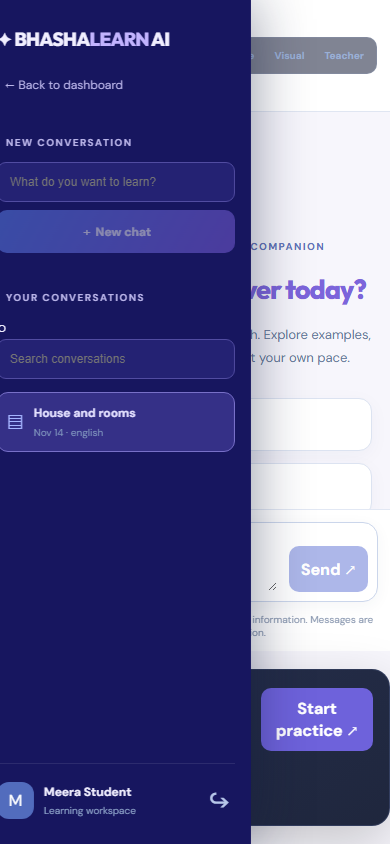 BHASHALEARN AI
← Back to dashboard
Visual Teacher
NEW CONVERSATION
What do you want to learn?
+ New chat
COMPANION
ver today?
YOUR CONVERSATIONS
h. Explore examples,
Search conversations
t your own pace.
House and rooms
Nov 14 · english
Send ↗
information. Messages are
on.
Start
practice ↗
M
Meera Student
Learning workspace